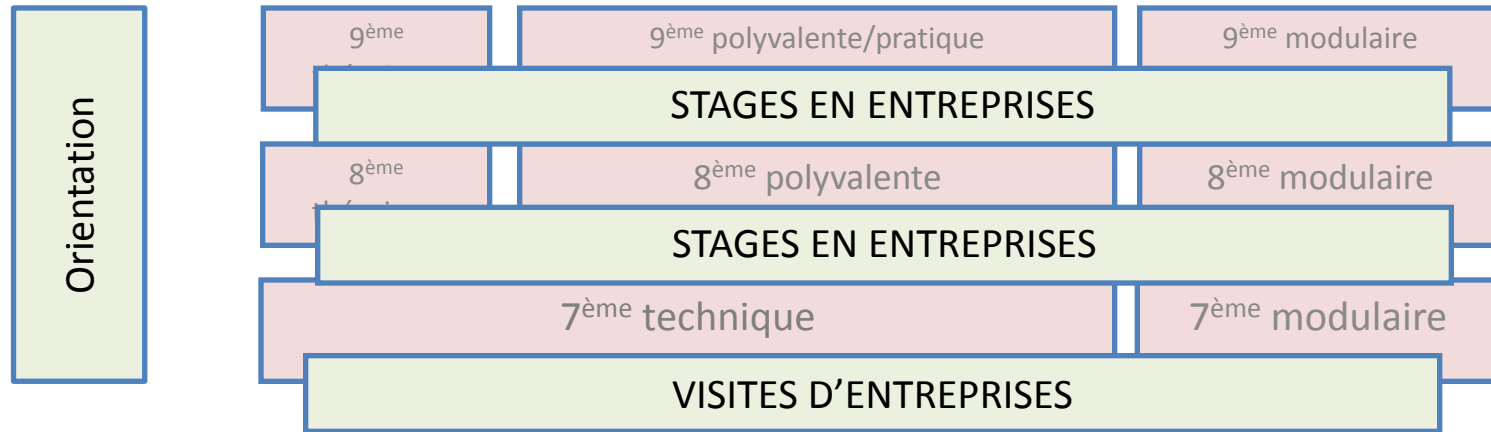 Orientation
9ème
9ème polyvalente/pratique
9ème modulaire
STAGES EN ENTREPRISES
8ème
8ème polyvalente
8ème modulaire
STAGES EN ENTREPRISES
7ème technique
7ème modulaire
VISITES D’ENTREPRISES